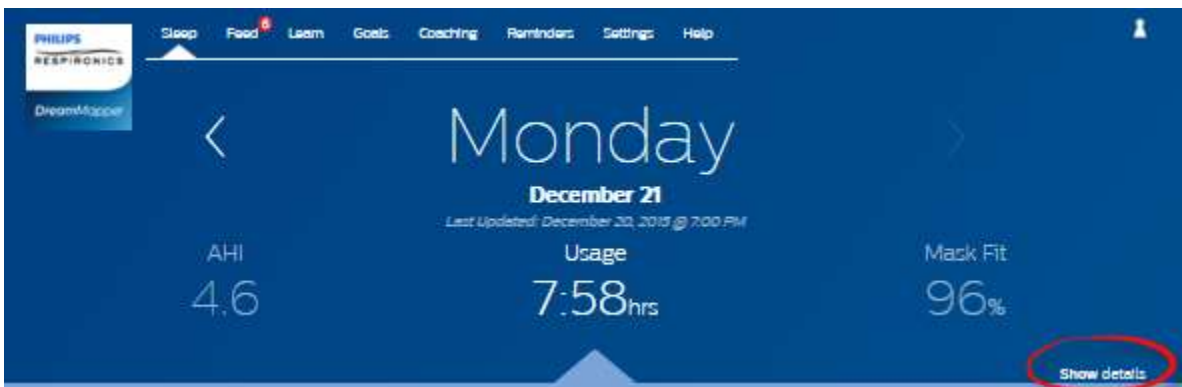 PHILIPS
RESPIRONICS
DreamMapper
Sleep Feed 6 Learn Goals Coaching Reminders Settings Help
Monday
December 21
Last Updated: December 20, 2015 @ 7:00 PM
AHI Usage Mask Fit
4.6 7:58hrs 96%
Show details